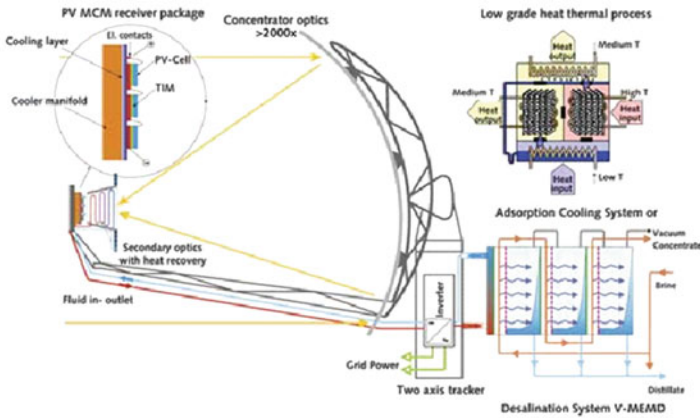 PV MCM receiver package
El. contacts
Cooling layer
PV-Cell
TIM
Cooler manifold
Concentrator optics
>2000x
Low grade heat thermal process
Heat
output
Medium T
Medium T
High T
Heat
output
Heat
input
Heat
input
Low T
Secondary optics
with heat recovery
Fluid in- outlet
Inverter
Grid Power
Two axis tracker
Adsorption Cooling System or
Vacuum
Concentrate
Brine
Distillate
Desalination System V-MEMD